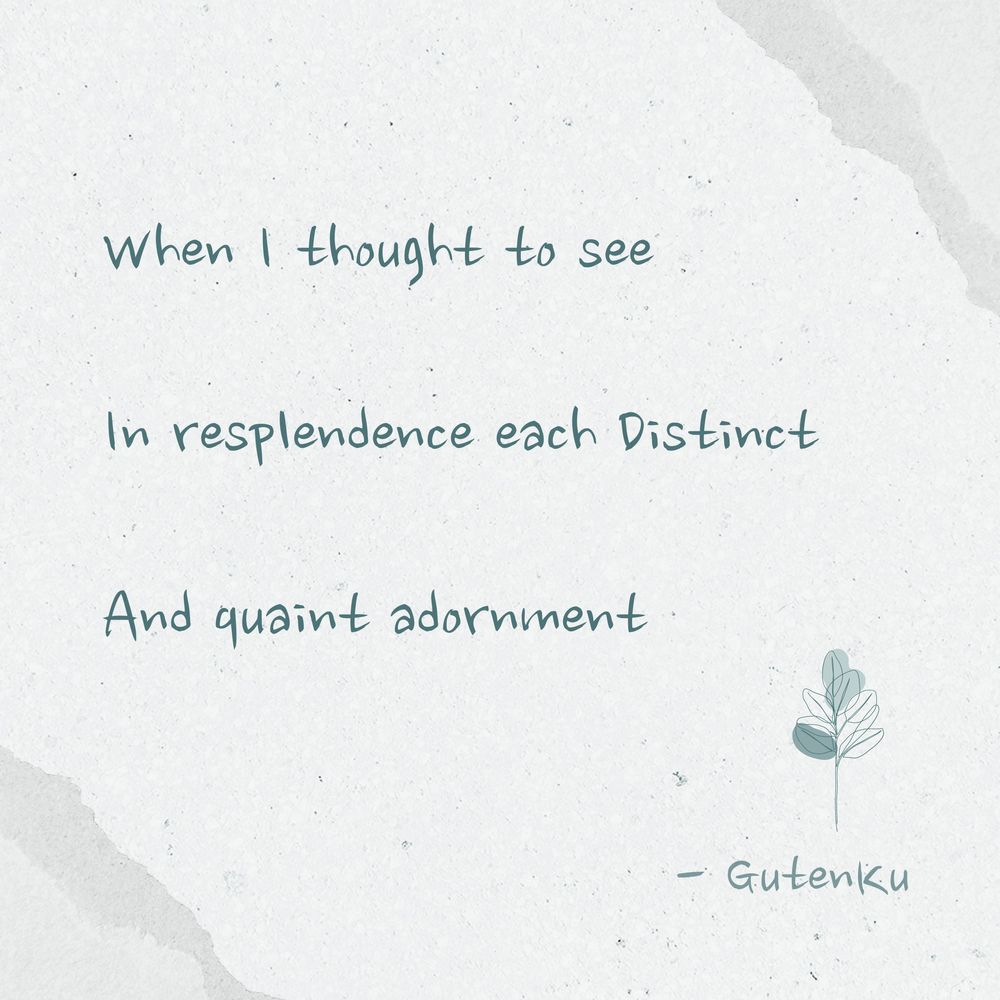 When I thought to see
In resplendence each Distinct
And quaint adornment
- GutenKu